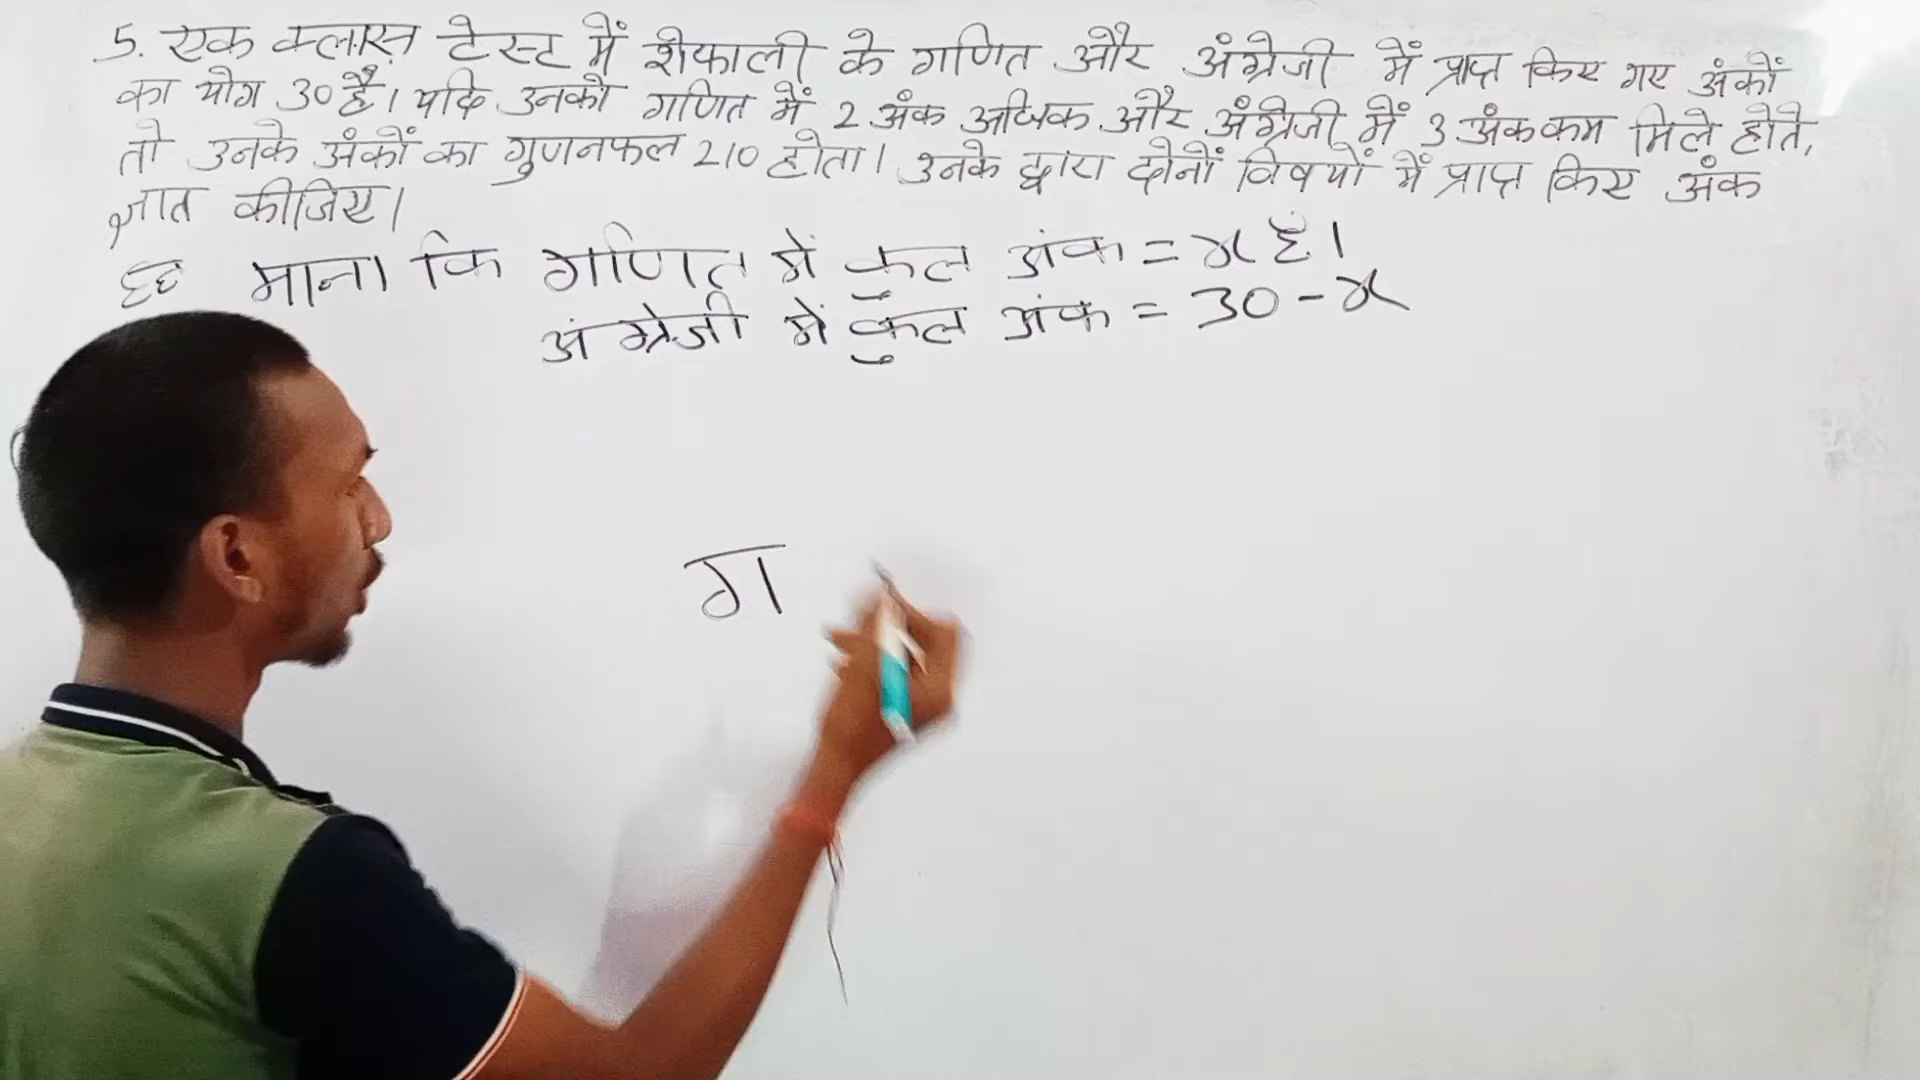 5. एक क्लास टेस्ट में शेफाली के गणित और अंग्रेजी में प्राप्त किए गए अंकों
का योग 30 है। यदि उनको गणित में 2 अंक अधिक और अंग्रेजी में 3 अंक कम मिले होते,
तो उनके अंकों का गुणनफल 210 होता। उनके द्वारा दोनों विषयों में प्राप्त किए अंक
ज्ञात कीजिए।
माना कि गणित में कुल अंक = x है।
अंग्रेजी में कुल अंक = 30 - x
ग